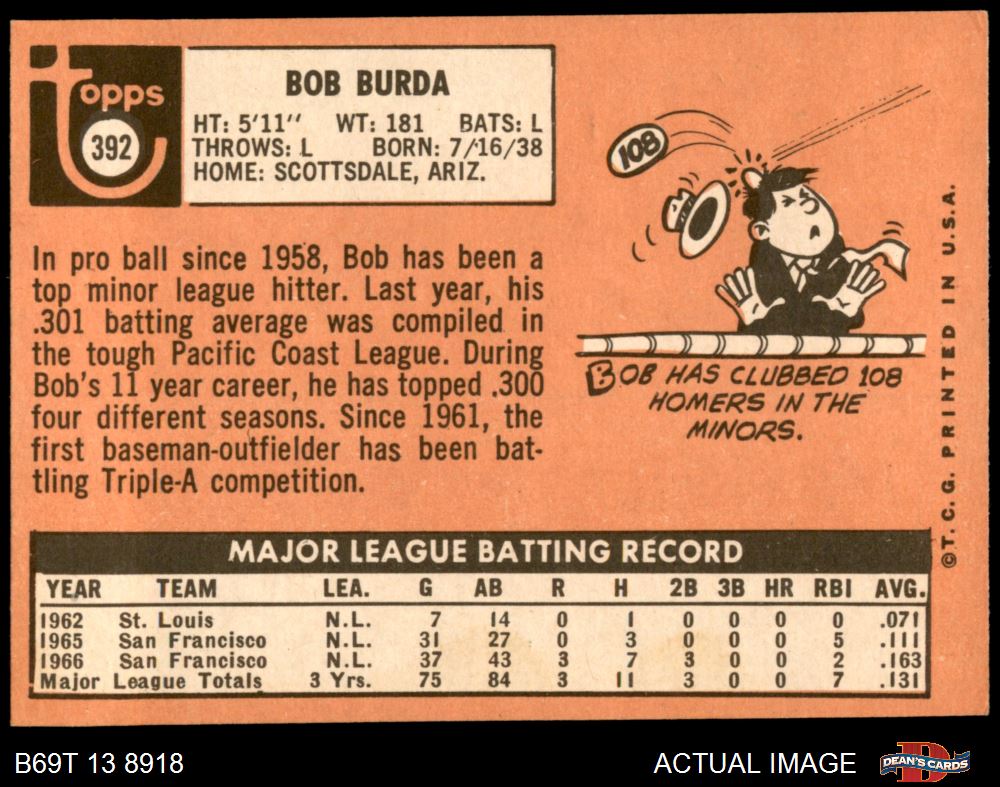 topps
392
BOB BURDA
HT: 5'11'' WT: 181 BATS: L
THROWS: L BORN: 7/16/38
HOME: SCOTTSDALE, ARIZ.
In pro ball since 1958, Bob has been a
top minor league hitter. Last year, his
.301 batting average was compiled in
the tough Pacific Coast League. During
Bob's 11 year career, he has topped .300
four different seasons. Since 1961, the
first baseman-outfielder has been bat-
tling Triple-A competition.
108
BOB HAS CLUBBED 108
HOMERS IN THE
MINORS.
©T.C.G. PRINTED IN U.S.A.
MAJOR LEAGUE BATTING RECORD
YEAR TEAM LEA. G AB R H 2B 3B HR RBI AVG.
1962 St. Louis N.L. 7 14 0 1 0 0 0 0 .071
1965 San Francisco N.L. 31 27 0 3 0 0 0 5 .111
1966 San Francisco N.L. 37 43 3 7 3 0 0 2 .163
Major League Totals 3 Yrs. 75 84 3 11 3 0 0 7 .131
B69T 13 8918
ACTUAL IMAGE
DEAN'S CARDS